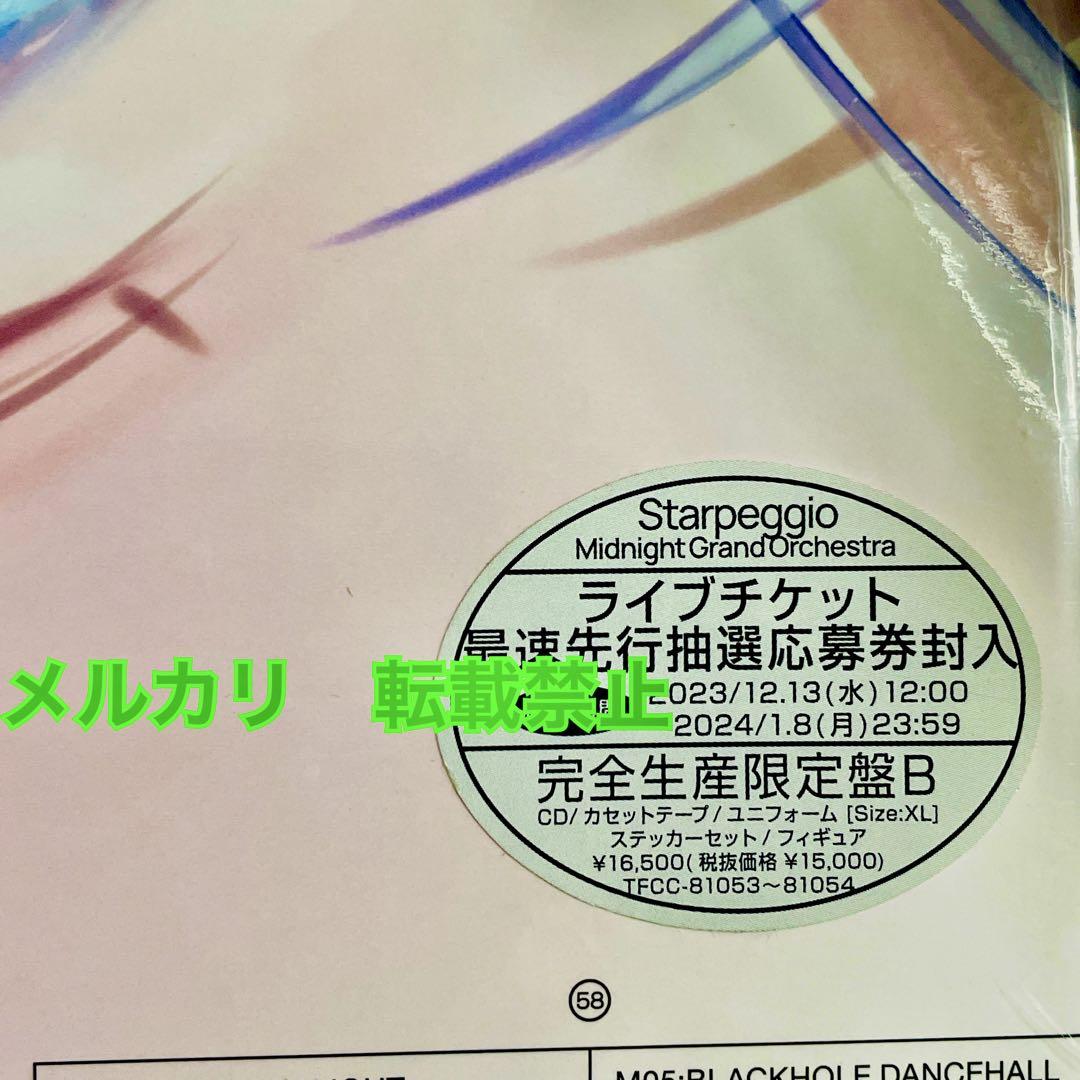 Starpeggio
Midnight Grand Orchestra
ライブチケット
最速先行抽選応募券封入
2023/12.13(水)12:00
メルカリ 転載禁止
2024/1.8(月)23:59
完全生産限定盤B
CD/カセットテープ/ユニフォーム [Size:XL]
ステッカーセット/フィギュア
¥16,500(税抜価格 ¥15,000)
TFCC-81053～81054
58
M05:BLACKHOLE DANCEHALL